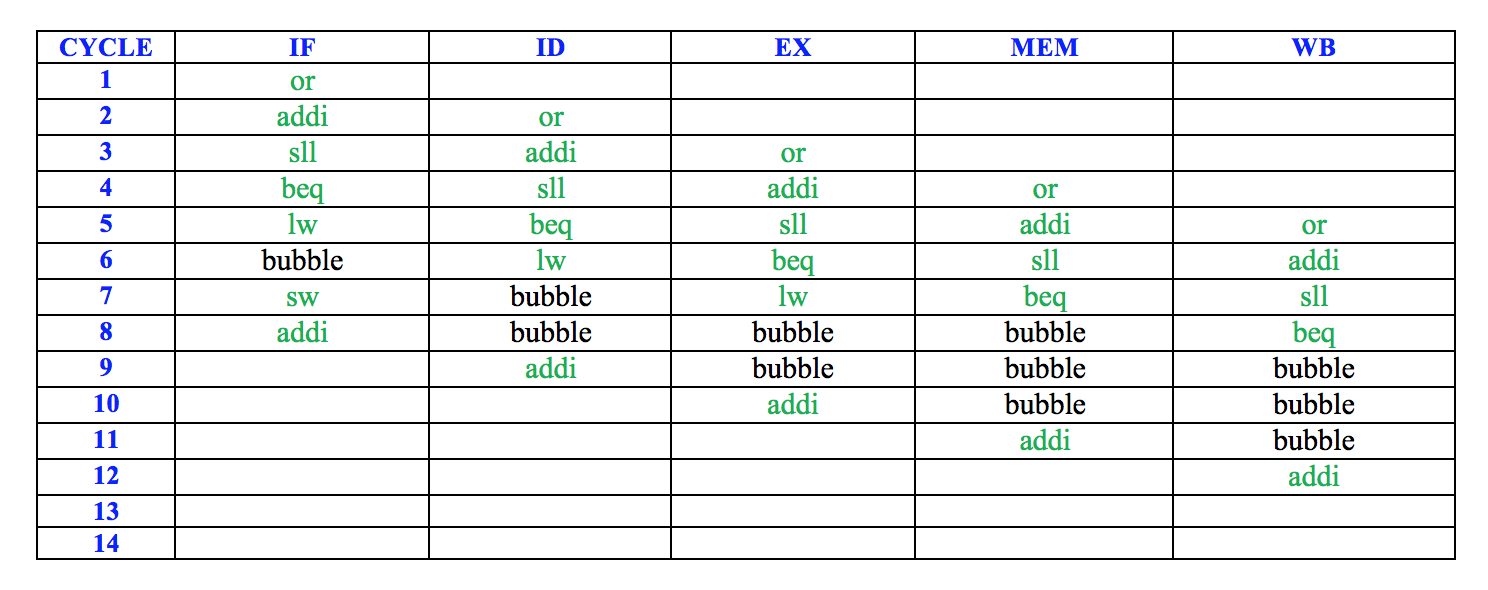 CYCLE IF ID EX MEM WB
1 or
2 addi or
3 sll addi or
4 beq sll addi or
5 lw beq sll addi or
6 bubble lw beq sll addi
7 sw bubble lw beq sll
8 addi bubble bubble bubble beq
9 addi bubble bubble bubble
10 addi bubble bubble
11 addi bubble
12 addi
13
14